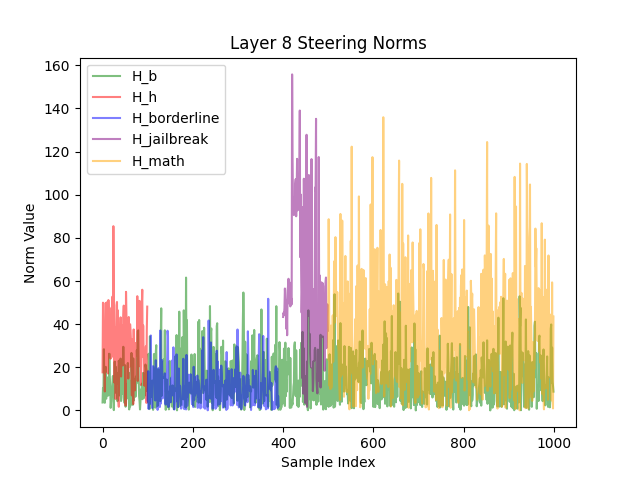 Layer 8 Steering Norms
H_b
H_h
H_borderline
H_jailbreak
H_math
Norm Value
160
140
120
100
80
60
40
20
0
0 200 400 600 800 1000
Sample Index